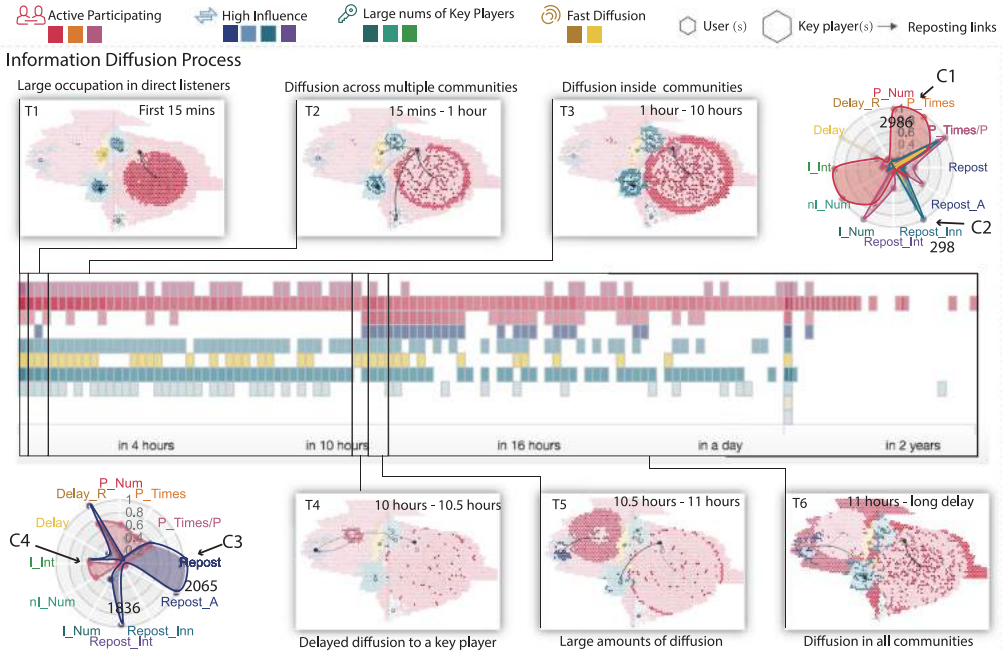 Active Participating
High Influence
Large nums of Key Players
Fast Diffusion
User (s)
Key player(s)
Reposting links
Information Diffusion Process
Large occupation in direct listeners
Diffusion across multiple communities
Diffusion inside communities
C1
T1
First 15 mins
T2
15 mins - 1 hour
T3
1 hour - 10 hours
P_Num
Delay_R
P_Times
2986
0.8
0.6
0.4
Delay
P_Times/P
I_Int
Repost
nI_Num
Repost_A
I_Num
Repost_Inn
C2
Repost_Int
298
in 4 hours
in 10 hours
in 16 hours
in a day
in 2 years
P_Num
Delay_R
1
P_Times
0.8
0.6
0.4
Delay
P_Times/P
C4
C3
I_Int
Repost
2065
nI_Num
Repost_A
1836
I_Num
Repost_Inn
Repost_Int
T4
10 hours - 10.5 hours
T5
10.5 hours - 11 hours
T6
11 hours - long delay
Delayed diffusion to a key player
Large amounts of diffusion
Diffusion in all communities